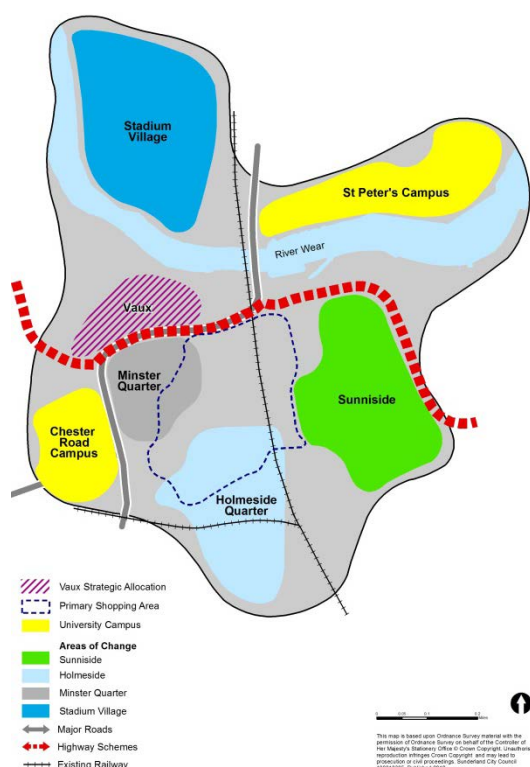 Stadium
Village
St Peter's Campus
River Wear
Vaux
Minster
Quarter
Chester
Road
Campus
Sunniside
Holmeside
Quarter
Vaux Strategic Allocation
Primary Shopping Area
University Campus
Areas of Change
Sunniside
Holmeside
Minster Quarter
Stadium Village
Major Roads
Highway Schemes
Existing Railway
This map is based upon Ordnance Survey material with the
permission of Ordnance Survey on behalf of the Controller of
Her Majesty's Stationery Office © Crown Copyright. Unauthorised
reproduction infringes Crown Copyright and may lead to
prosecution or civil proceedings. Sunderland City Council